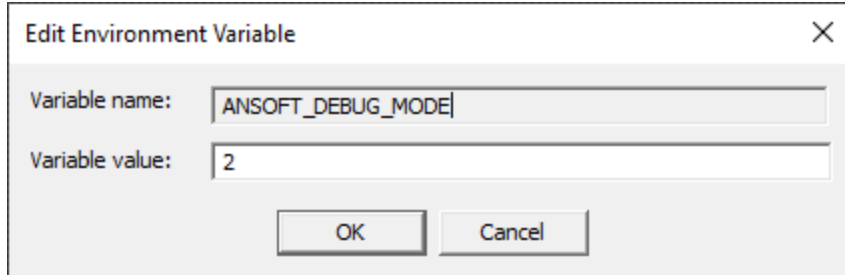 Edit Environment Variable
Variable name: ANSOFT_DEBUG_MODE
Variable value: 2
OK Cancel